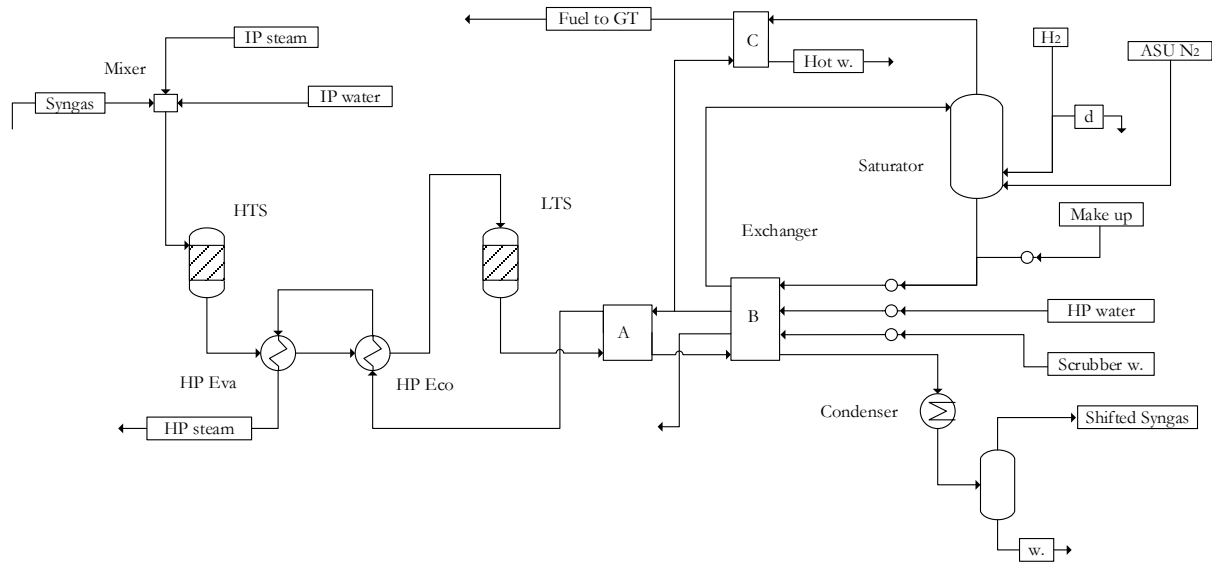 Fuel to GT
C
H2
ASU N2
IP steam
Mixer
Hot w.
Syngas
IP water
d
Saturator
HTS
LTS
Make up
Exchanger
A
B
HP water
HP Eva
HP Eco
Scrubber w.
Condenser
HP steam
Shifted Syngas
w.